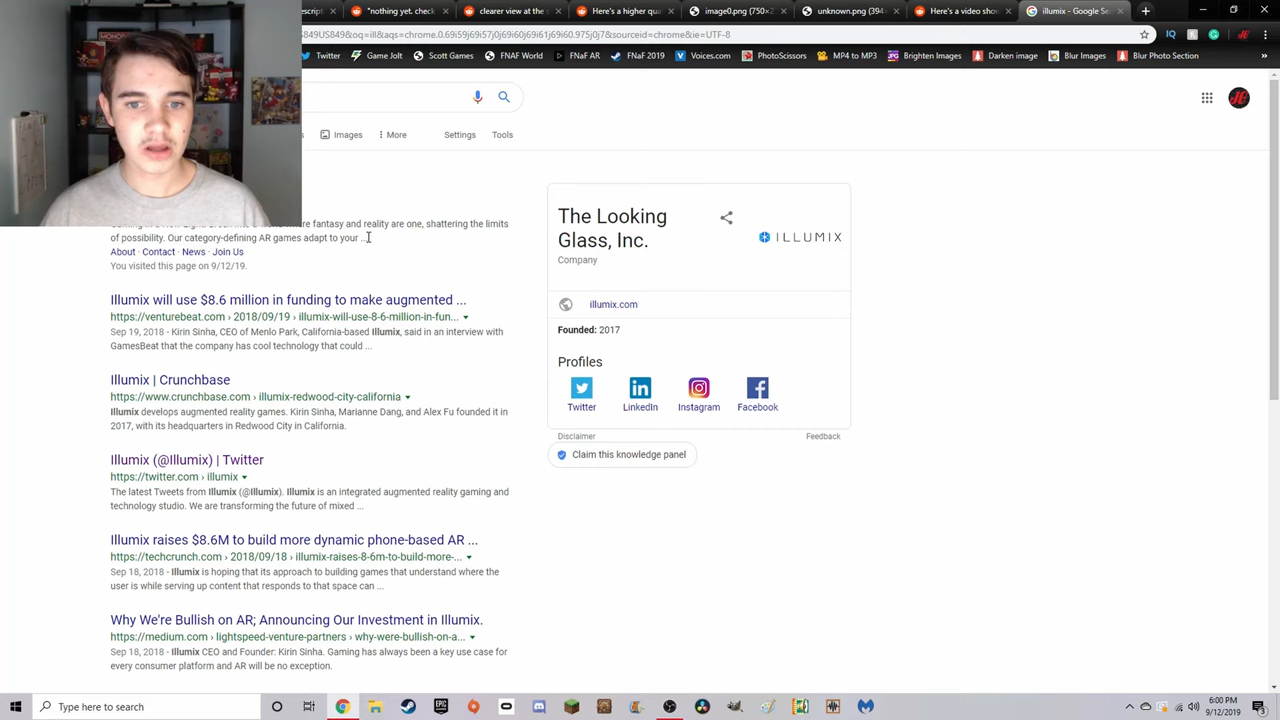 "nothing yet. check
clearer view at the
Here's a higher qua
image0.png (750×2
unknown.png (394×
Here's a video show
illumix - Google Se
S849US849&oq=ill&aqs=chrome.0.69i59j69i57j0j69i60j69i61j69i60.975j0j7&sourceid=chrome&ie=UTF-8
Twitter
Game Jolt
Scott Games
FNAF World
FNaF AR
FNaF 2019
Voices.com
PhotoScissors
MP4 to MP3
Brighten Images
Darken image
Blur Images
Blur Photo Section
Images
More
Settings
Tools
fantasy and reality are one, shattering the limits
of possibility. Our category-defining AR games adapt to your ...
About · Contact · News · Join Us
You visited this page on 9/12/19.
Illumix will use $8.6 million in funding to make augmented ...
https://venturebeat.com › 2018/09/19 › illumix-will-use-8-6-million-in-fun...
Sep 19, 2018 - Kirin Sinha, CEO of Menlo Park, California-based Illumix, said in an interview with
GamesBeat that the company has cool technology that could ...
Illumix | Crunchbase
https://www.crunchbase.com › illumix-redwood-city-california
Illumix develops augmented reality games. Kirin Sinha, Marianne Dang, and Alex Fu founded it in
2017, with its headquarters in Redwood City in California.
Illumix (@Illumix) | Twitter
https://twitter.com › illumix
The latest Tweets from Illumix (@Illumix). Illumix is an integrated augmented reality gaming and
technology studio. We are transforming the future of mixed ...
Illumix raises $8.6M to build more dynamic phone-based AR ...
https://techcrunch.com › 2018/09/18 › illumix-raises-8-6m-to-build-more-...
Sep 18, 2018 - Illumix is hoping that its approach to building games that understand where the
user is while serving up content that responds to that space can ...
Why We're Bullish on AR; Announcing Our Investment in Illumix.
https://medium.com › lightspeed-venture-partners › why-were-bullish-on-a...
Sep 18, 2018 - Illumix CEO and Founder: Kirin Sinha. Gaming has always been a key use case for
every consumer platform and AR will be no exception.
The Looking
Glass, Inc.
Company
ILLUMIX
illumix.com
Founded: 2017
Profiles
Twitter
LinkedIn
Instagram
Facebook
Disclaimer
Feedback
Claim this knowledge panel
Type here to search
6:00 PM
9/12/2019